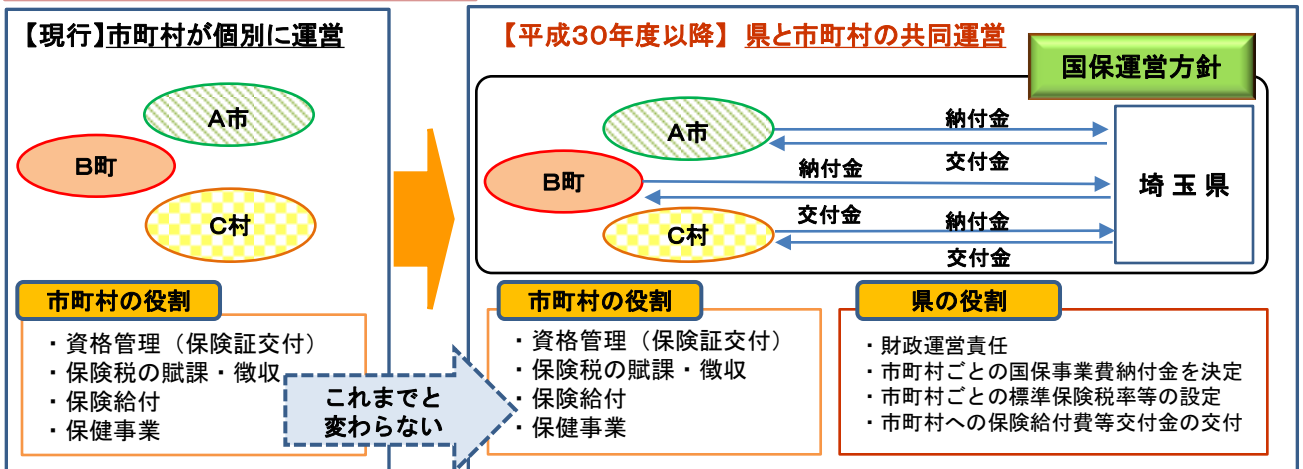 【現行】市町村が個別に運営
A市
B町
C村
市町村の役割
・資格管理（保険証交付）
・保険税の賦課・徴収
・保険給付
・保健事業
これまでと
変わらない
【平成30年度以降】 県と市町村の共同運営
国保運営方針
A市
納付金
交付金
B町
納付金
交付金
C村
納付金
交付金
埼玉県
市町村の役割
・資格管理（保険証交付）
・保険税の賦課・徴収
・保険給付
・保健事業
県の役割
・財政運営責任
・市町村ごとの国保事業費納付金を決定
・市町村ごとの標準保険税率等の設定
・市町村への保険給付費等交付金の交付